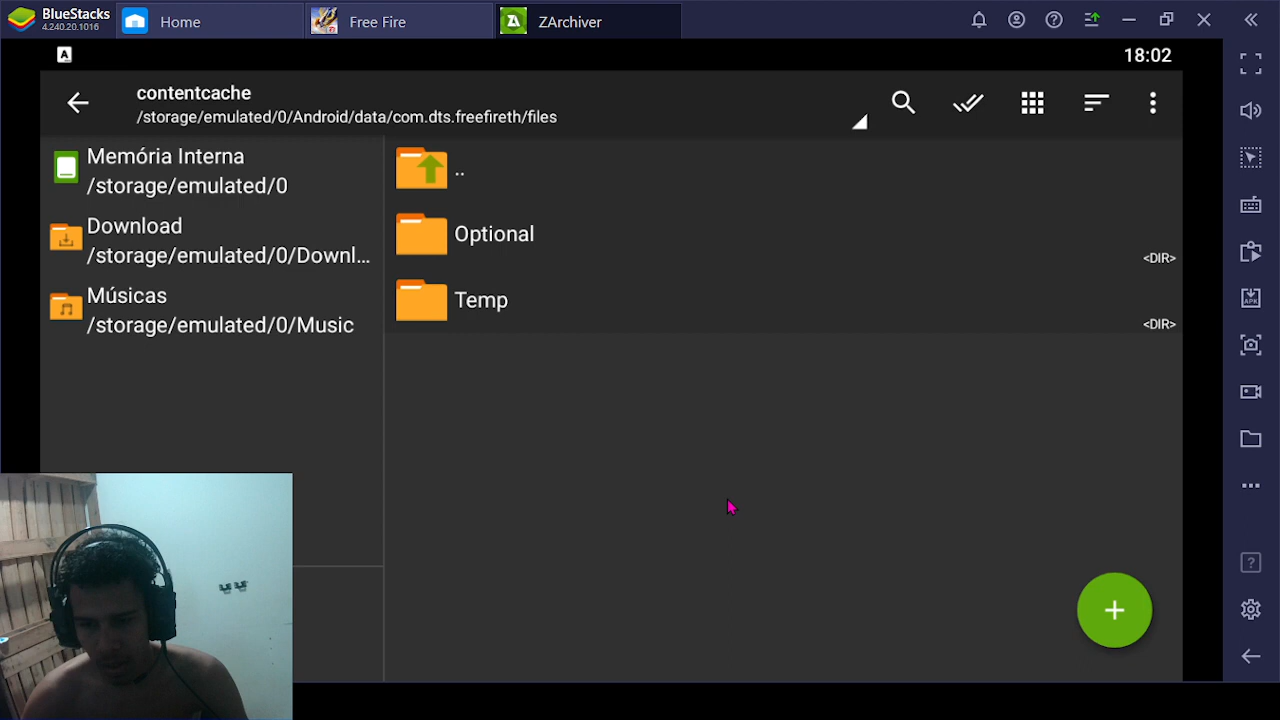 BlueStacks
4.240.20.1016
Home
Free Fire
ZArchiver
A
18:02
contentcache
/storage/emulated/0/Android/data/com.dts.freefireth/files
Memória Interna
/storage/emulated/0
Download
/storage/emulated/0/Downl...
Músicas
/storage/emulated/0/Music
..
Optional
<DIR>
Temp
<DIR>
APK